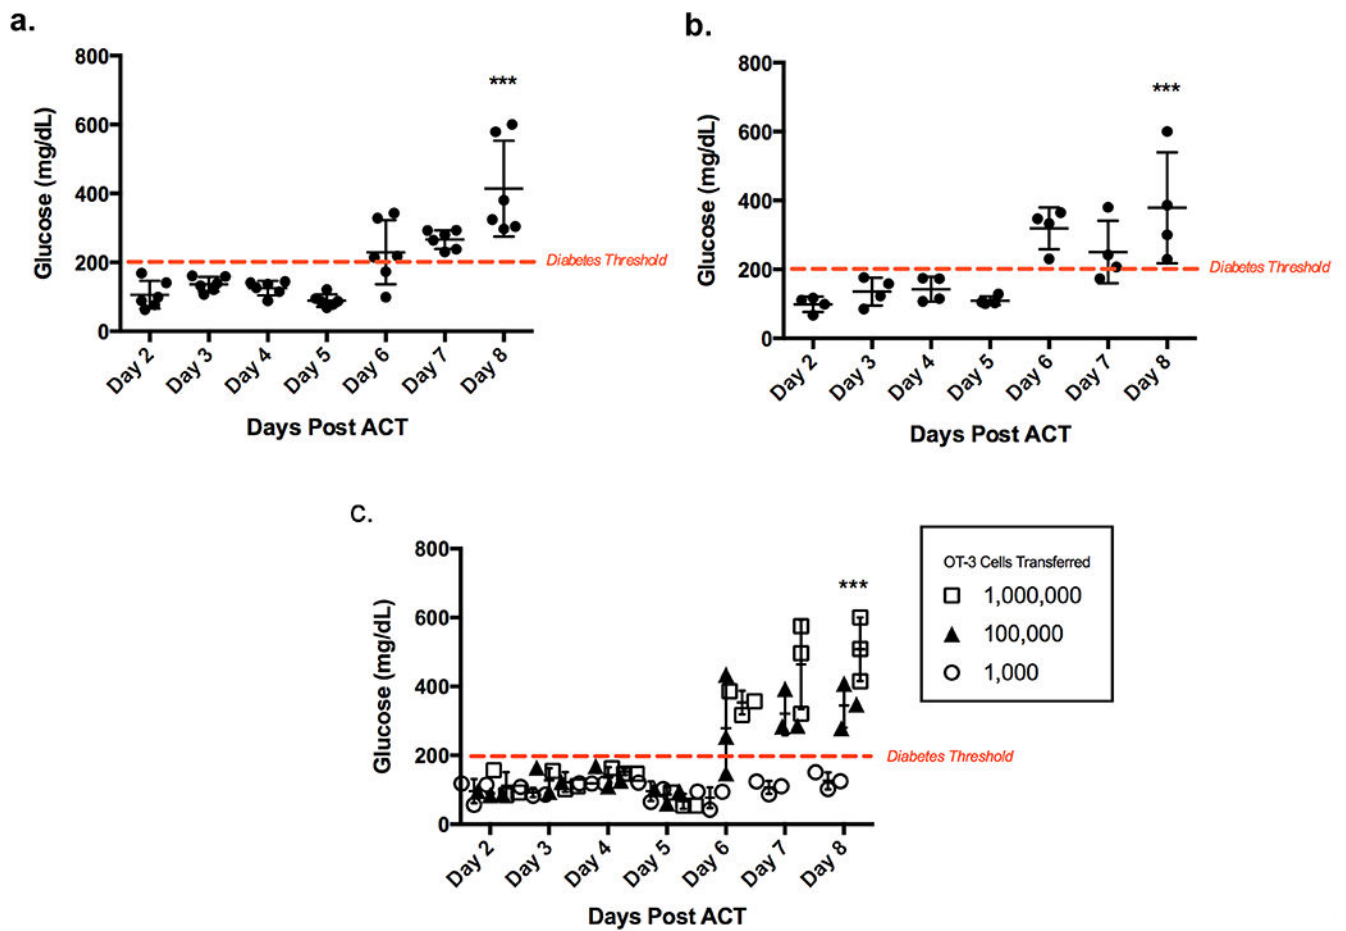 a.
800
600
400
200
0
Glucose (mg/dL)
***
Diabetes Threshold
Day 2
Day 3
Day 4
Day 5
Day 6
Day 7
Day 8
Days Post ACT
b.
800
600
400
200
0
Glucose (mg/dL)
***
Diabetes Threshold
Day 2
Day 3
Day 4
Day 5
Day 6
Day 7
Day 8
Days Post ACT
c.
800
600
400
200
0
Glucose (mg/dL)
***
Diabetes Threshold
Day 2
Day 3
Day 4
Day 5
Day 6
Day 7
Day 8
Days Post ACT
OT-3 Cells Transferred
1,000,000
100,000
1,000